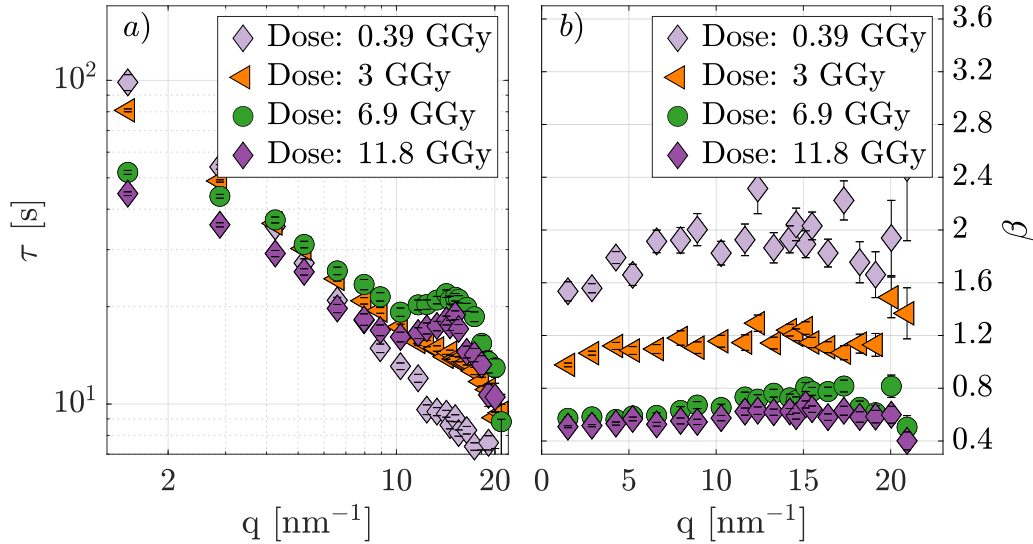 a)
Dose: 0.39 GGy
Dose: 3 GGy
Dose: 6.9 GGy
Dose: 11.8 GGy
10²
10¹
τ [s]
2
10
20
q [nm⁻¹]
b)
Dose: 0.39 GGy
Dose: 3 GGy
Dose: 6.9 GGy
Dose: 11.8 GGy
3.6
3.2
2.8
2.4
2
1.6
1.2
0.8
0.4
β
0
5
10
15
20
q [nm⁻¹]